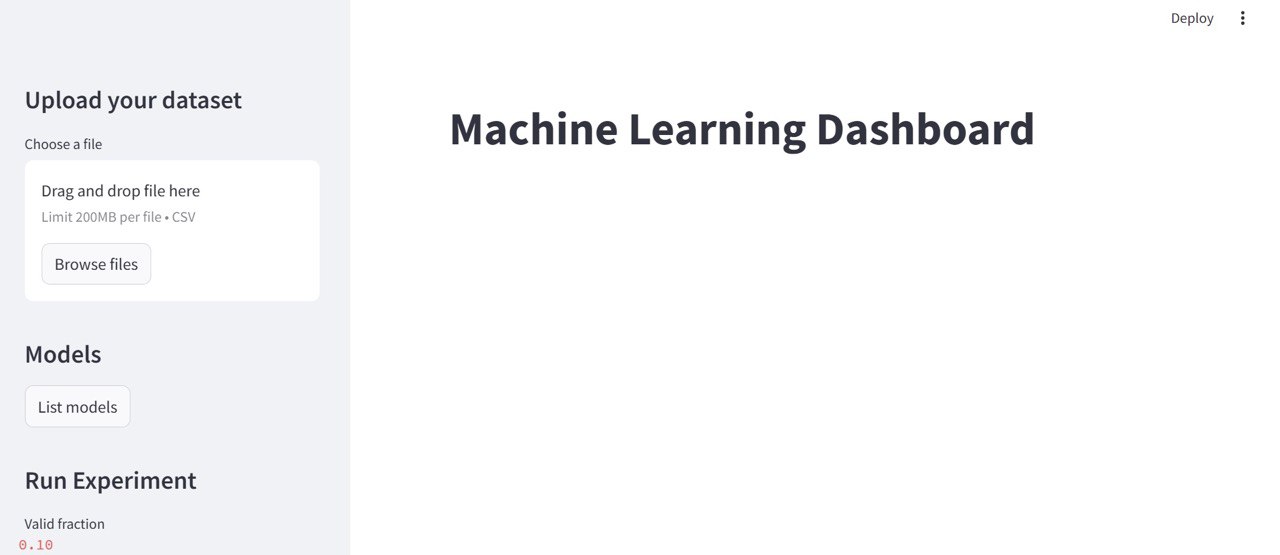 Deploy
Upload your dataset
Choose a file
Drag and drop file here
Limit 200MB per file • CSV
Browse files
Models
List models
Run Experiment
Valid fraction
0.10
Machine Learning Dashboard